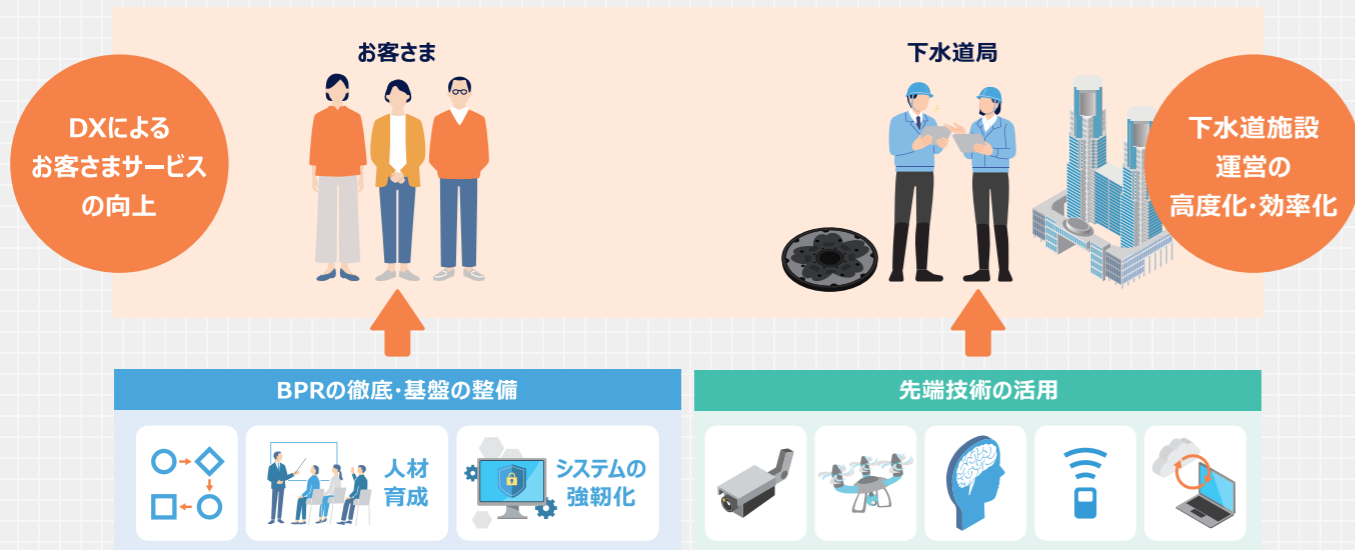 お客さま
下水道局
DXによる
お客さまサービス
の向上
下水道施設
運営の
高度化・効率化
BPRの徹底・基盤の整備
先端技術の活用
人材
育成
システムの
強靭化